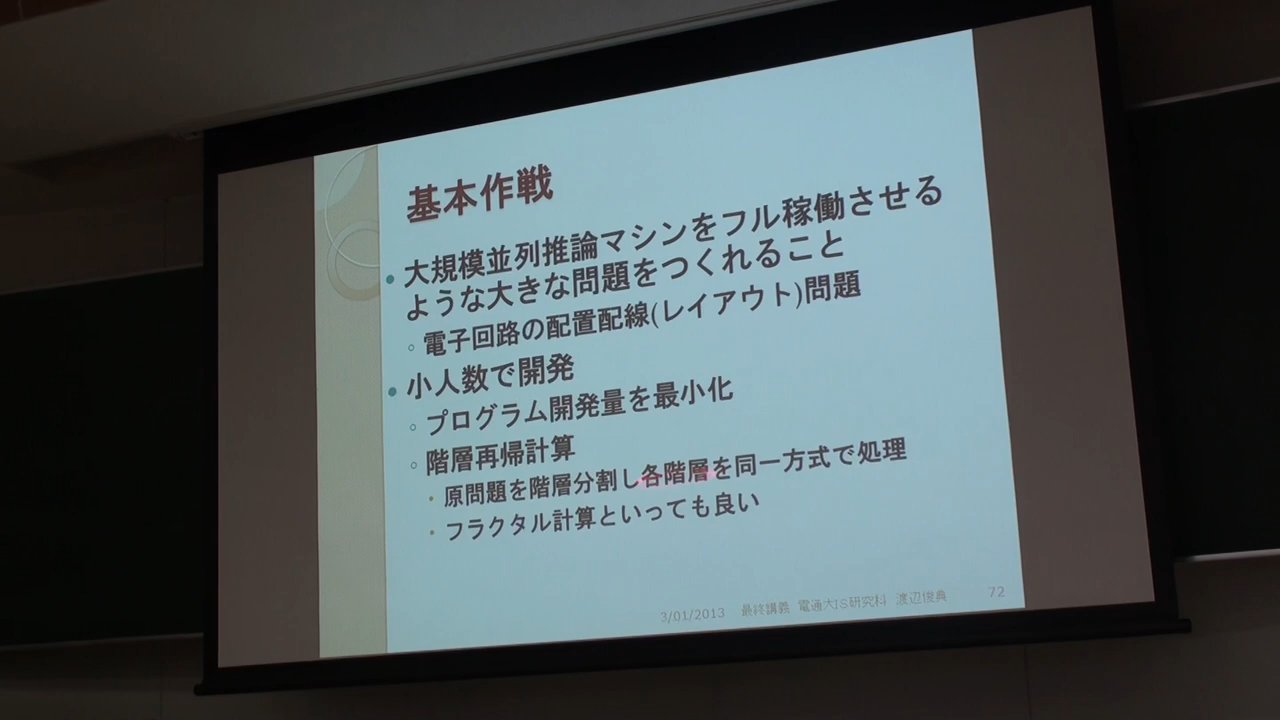 基本作戦
• 大規模並列推論マシンをフル稼働させる
ような大きな問題をつくれること
◦ 電子回路の配置配線(レイアウト)問題
• 小人数で開発
◦ プログラム開発量を最小化
◦ 階層再帰計算
• 原問題を階層分割し各階層を同一方式で処理
• フラクタル計算といっても良い
3/01/2013 最終講義 電通大IS研究科 渡辺俊典 72